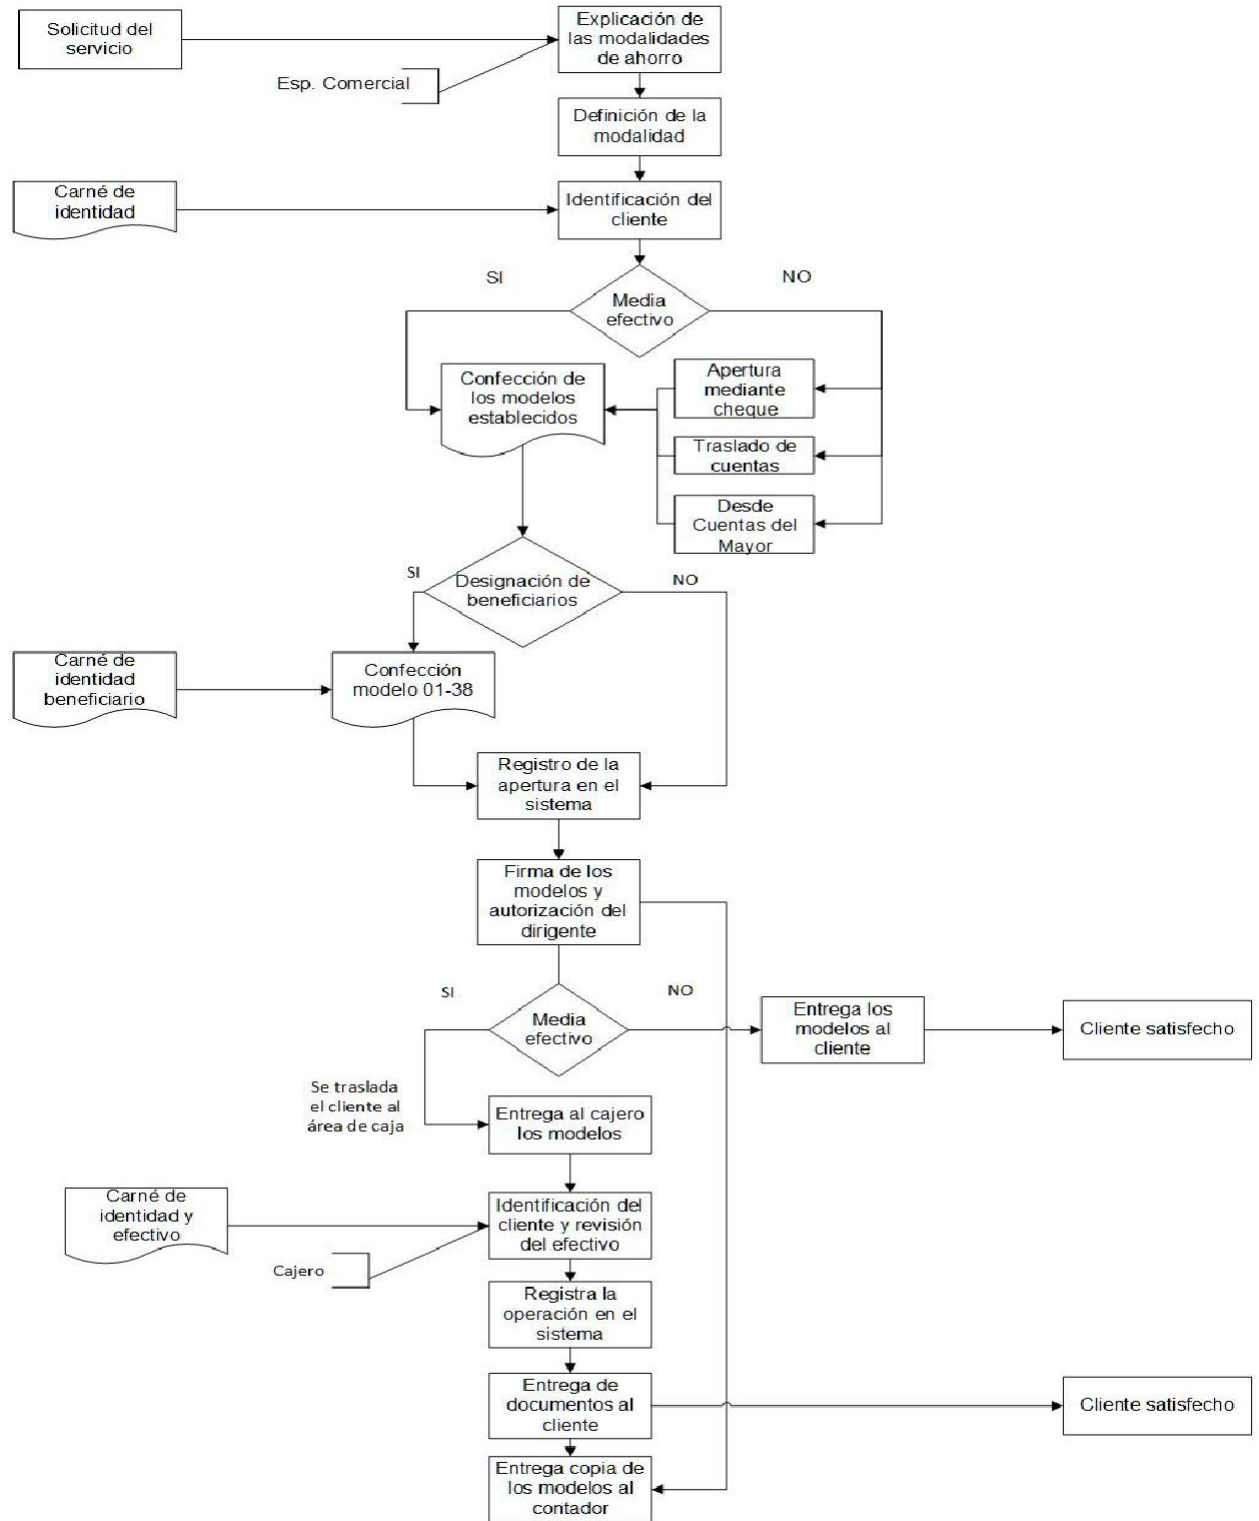 Solicitud del
servicio
Explicación de
las modalidades
de ahorro
Esp. Comercial
Definición de la
modalidad
Carné de
identidad
Identificación del
cliente
SI
NO
Media
efectivo
Confección de
los modelos
establecidos
Apertura
mediante
cheque
Traslado de
cuentas
Desde
Cuentas del
Mayor
SI
Designación de
beneficiarios
NO
Carné de
identidad
beneficiario
Confección
modelo 01-38
Registro de la
apertura en el
sistema
Firma de los
modelos y
autorización del
dirigente
SI
NO
Media
efectivo
Entrega los
modelos al
cliente
Cliente satisfecho
Se traslada
el cliente al
área de caja
Entrega al cajero
los modelos
Carné de
identidad y
efectivo
Identificación del
cliente y revisión
del efectivo
Cajero
Registra la
operación en el
sistema
Entrega de
documentos al
cliente
Cliente satisfecho
Entrega copia de
los modelos al
contador